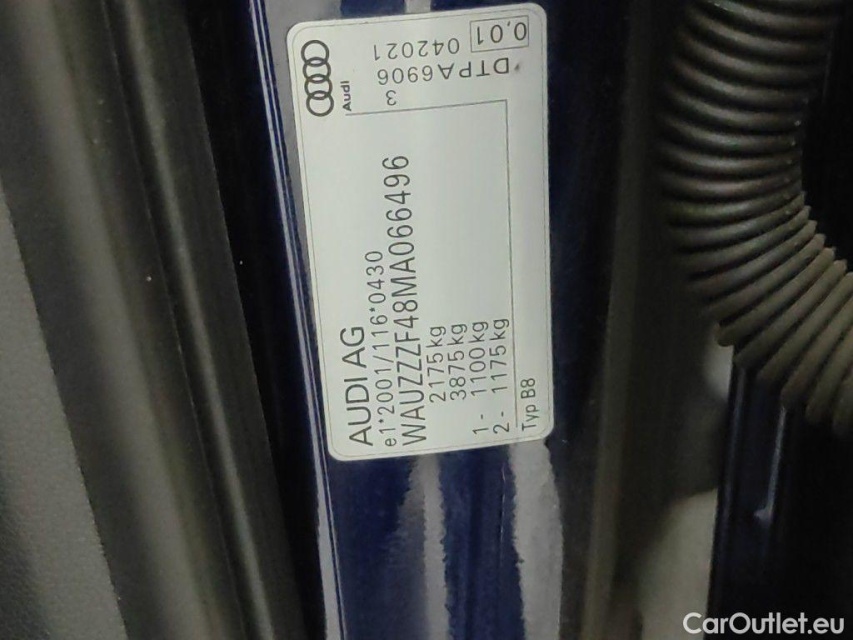 AUDI AG
e1*2001/116*0430
WAUZZZF48MA066496
2175kg
3875kg
1- 1100kg
2- 1175kg
Typ B8
Audi
3
DTPA6906
042021 0,01
CarOutlet.eu